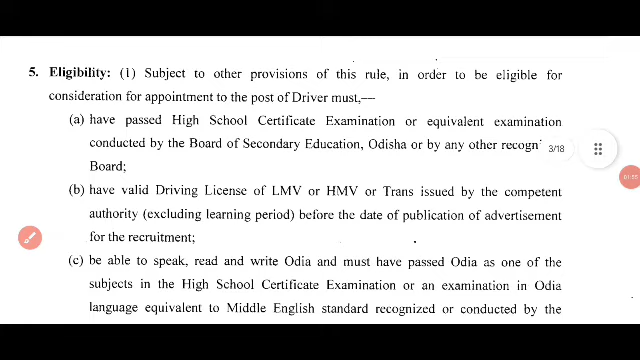 5. Eligibility: (1) Subject to other provisions of this rule, in order to be eligible for
consideration for appointment to the post of Driver must,—
(a) have passed High School Certificate Examination or equivalent examination
conducted by the Board of Secondary Education, Odisha or by any other recogni
3/18
Board;
(b) have valid Driving License of LMV or HMV or Trans issued by the competent
authority (excluding learning period) before the date of publication of advertisement
for the recruitment;
(c) be able to speak, read and write Odia and must have passed Odia as one of the
subjects in the High School Certificate Examination or an examination in Odia
language equivalent to Middle English standard recognized or conducted by the